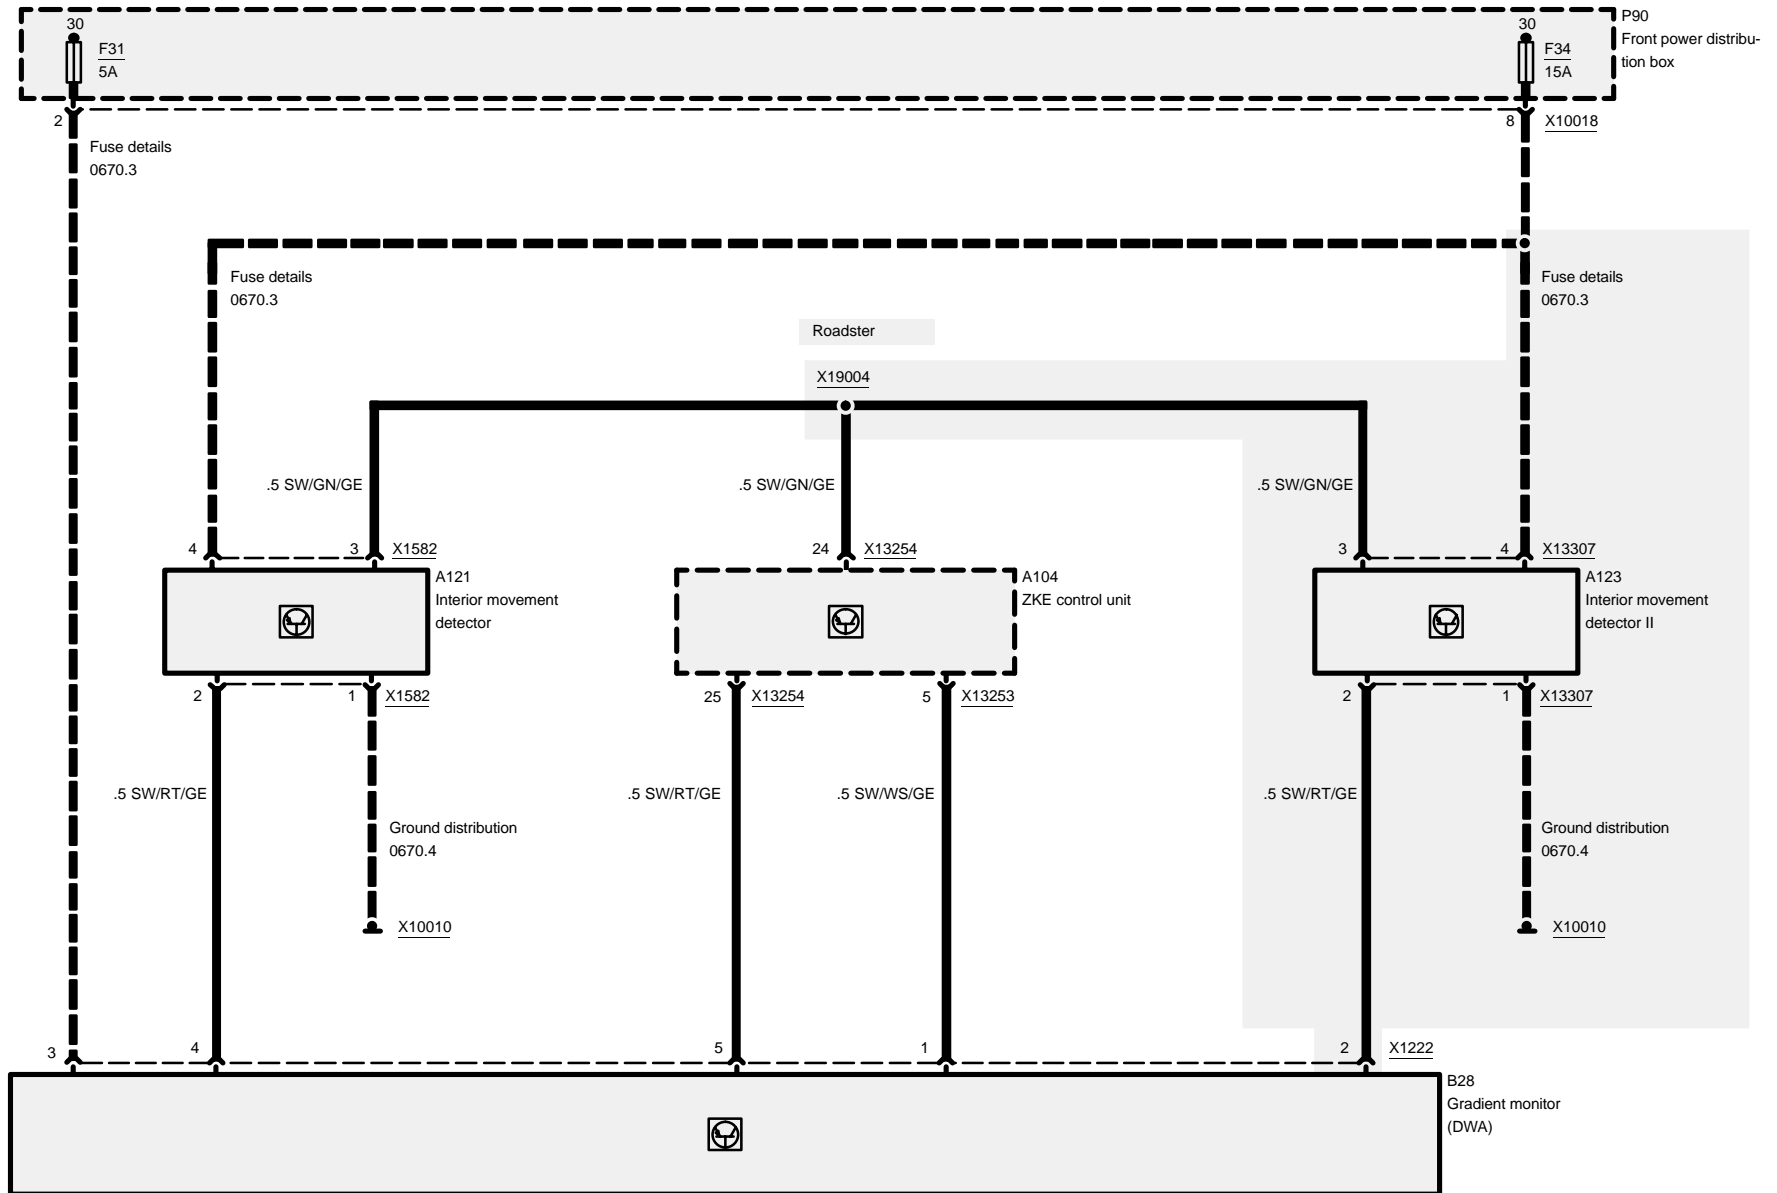 30
F31
5A
30
F34
15A
P90
Front power distribu-
tion box
2
8
X10018
Fuse details
0670.3
Fuse details
0670.3
Fuse details
0670.3
Roadster
X19004
.5 SW/GN/GE
.5 SW/GN/GE
.5 SW/GN/GE
4
3
X1582
24
X13254
3
4
X13307
A121
Interior movement
detector
A104
ZKE control unit
A123
Interior movement
detector II
2
1
X1582
25
X13254
5
X13253
2
1
X13307
.5 SW/RT/GE
.5 SW/RT/GE
.5 SW/WS/GE
.5 SW/RT/GE
Ground distribution
0670.4
Ground distribution
0670.4
X10010
X10010
3
4
5
1
2
X1222
B28
Gradient monitor
(DWA)